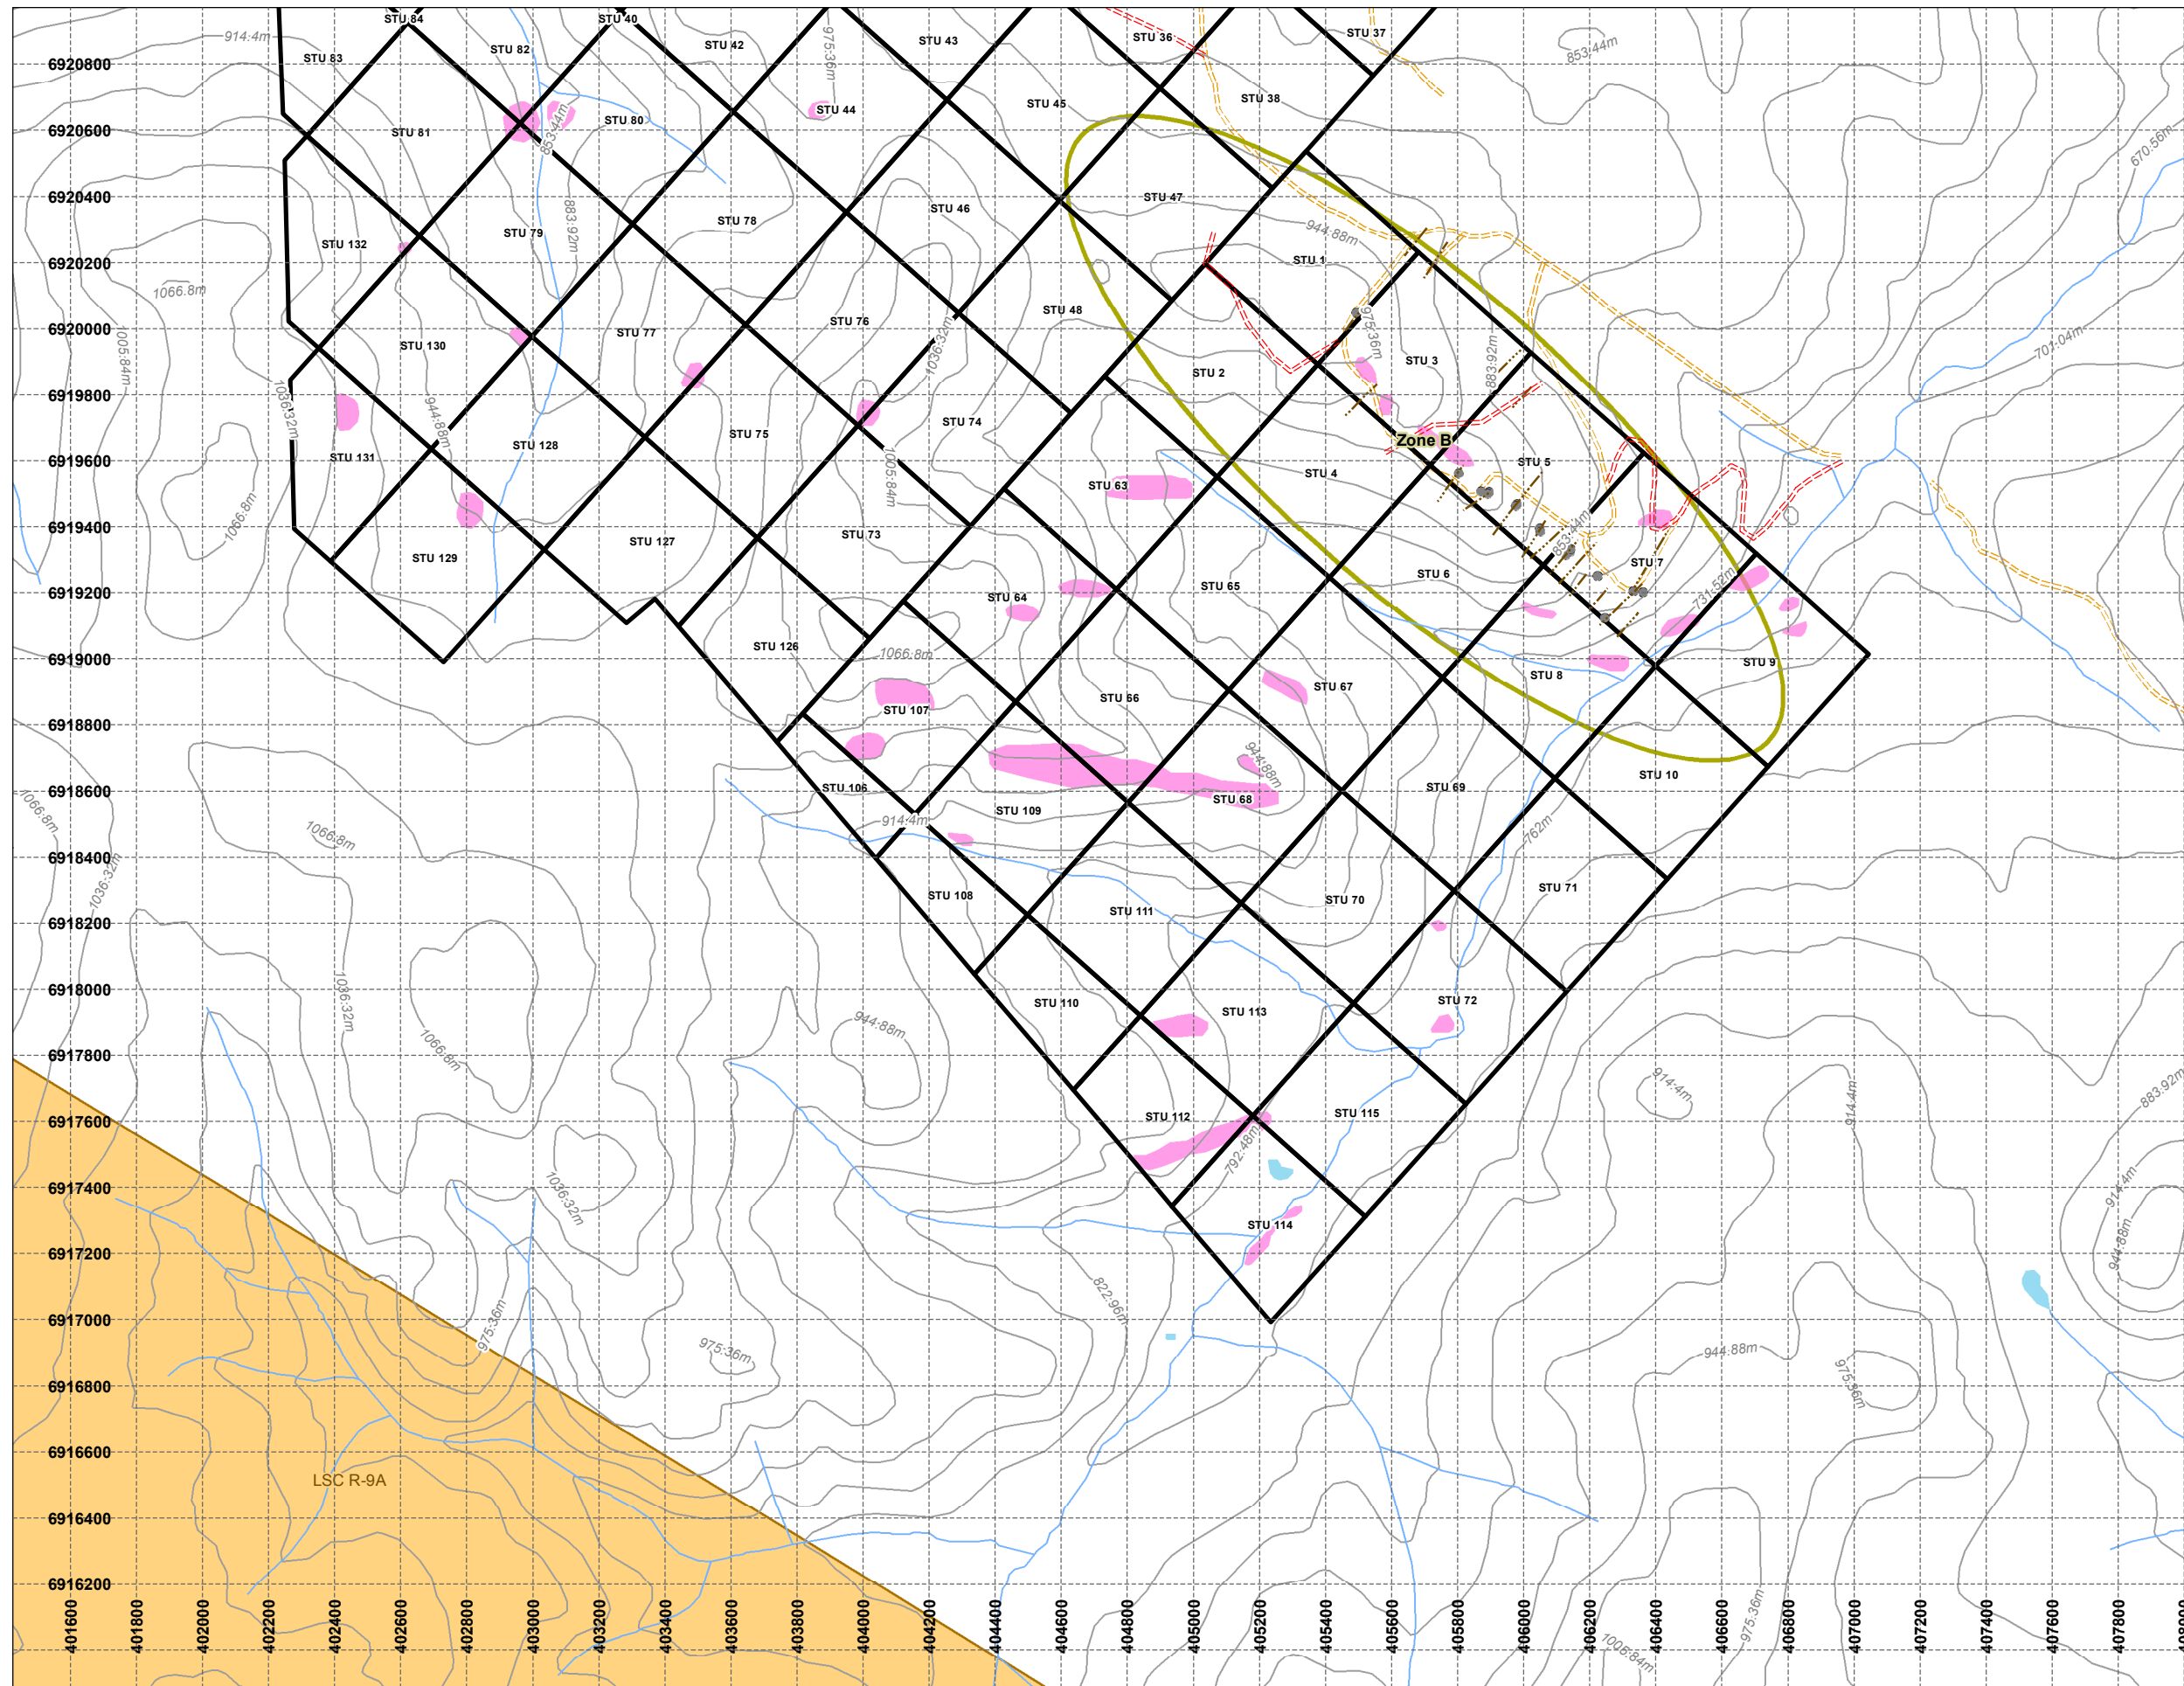 STU 84
STU 40
STU 37
914.4m
STU 82
STU 42
975.36m
STU 43
STU 36
853.44m
STU 83
6920800
STU 44
STU 45
STU 38
STU 81
STU 80
853.44m
670.56m
6920600
6920400
STU 47
STU 132
STU 79
883.92m
STU 78
STU 46
944.88m
6920200
STU 1
1066.8m
STU 48
6920000
1005.84m
STU 130
STU 77
STU 76
1036.32m
975.36m
883.92m
701.04m
STU 3
STU 2
6919800
1036.32m
944.88m
STU 75
STU 74
STU 128
Zone B
6919600
STU 131
1066.8m
1005.84m
STU 63
STU 4
STU 5
6919400
STU 129
STU 127
STU 73
853.44m
STU 7
STU 65
STU 6
731.52m
6919200
STU 64
STU 126
1066.8m
6919000
STU 67
STU 8
STU 9
STU 66
STU 107
6918800
944.88m
STU 10
6918600
STU 106
STU 68
STU 69
1066.8m
1066.8m
STU 109
914.4m
762m
6918400
1036.32m
STU 108
STU 70
STU 71
6918200
STU 111
6918000
1036.32m
STU 110
STU 113
STU 72
944.88m
1066.8m
6917800
914.4m
914.4m
883.92m
6917600
STU 112
STU 115
792.48m
6917400
1036.32m
914.4m
STU 114
6917200
944.88m
822.96m
6917000
975.36m
975.36m
944.88m
975.36m
6916800
6916600
LSC R-9A
6916400
6916200
975.36m
1005.84m
401600
401800
402000
402200
402400
402600
402800
403000
403200
403400
403600
403800
404000
404200
404400
404600
404800
405000
405200
405400
405600
405800
406000
406200
406400
406600
406800
407000
407200
407400
407600
407800